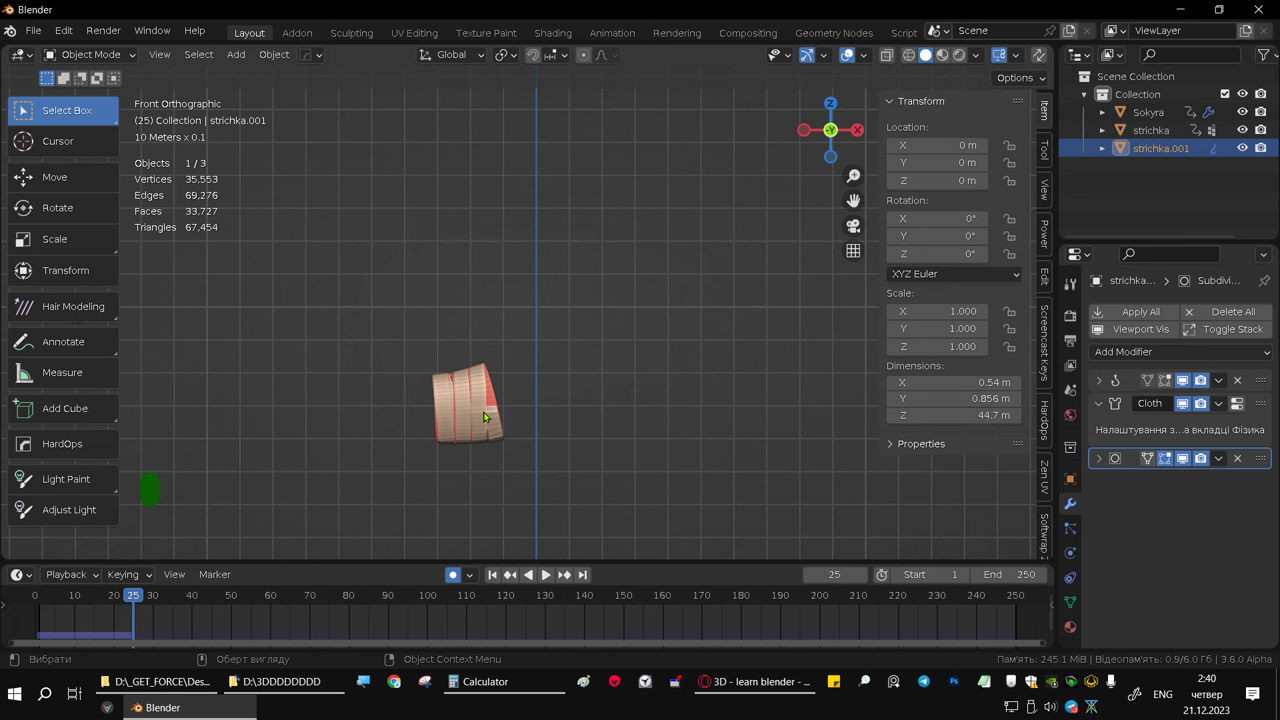 Blender
File Edit Render Window Help
Layout Addon Sculpting UV Editing Texture Paint Shading Animation Rendering Compositing Geometry Nodes Script
Scene ViewLayer
Object Mode View Select Add Object Global
Options
Select Box
Cursor
Move
Rotate
Scale
Transform
Hair Modeling
Annotate
Measure
Add Cube
HardOps
Light Paint
Adjust Light
Front Orthographic
(25) Collection | strichka.001
10 Meters x 0.1
Objects 1 / 3
Vertices 35,553
Edges 69,276
Faces 33,727
Triangles 67,454
Z
X
-Y
Transform
Location:
X 0 m
Y 0 m
Z 0 m
Rotation:
X 0°
Y 0°
Z 0°
XYZ Euler
Scale:
X 1.000
Y 1.000
Z 1.000
Dimensions:
X 0.54 m
Y 0.856 m
Z 44.7 m
Properties
Item
Tool
View
Power
Edit
Screencast Keys
HardOps
Zen UV
Softwrap 2
Scene Collection
Collection
Sokyra
strichka
strichka.001
strichka... Subdivi...
Apply All Delete All
Viewport Vis Toggle Stack
Add Modifier
Cloth
Налаштування з...а вкладці Фізика
Playback Keying View Marker
25 Start 1 End 250
0 10 20 25 30 40 50 60 70 80 90 100 110 120 130 140 150 160 170 180 190 200 210 220 230 240 250
Вибрати Оберт вигляду Object Context Menu Пам'ять: 245.1 MiB | Відеопам'ять: 0.9/6.0 Гіб | 3.6.0 Alpha
D:\_GET_FORCE\Des... D:\3DDDDDDDD Calculator 3D - learn blender - ...
Blender
ENG
2:40
четвер
21.12.2023